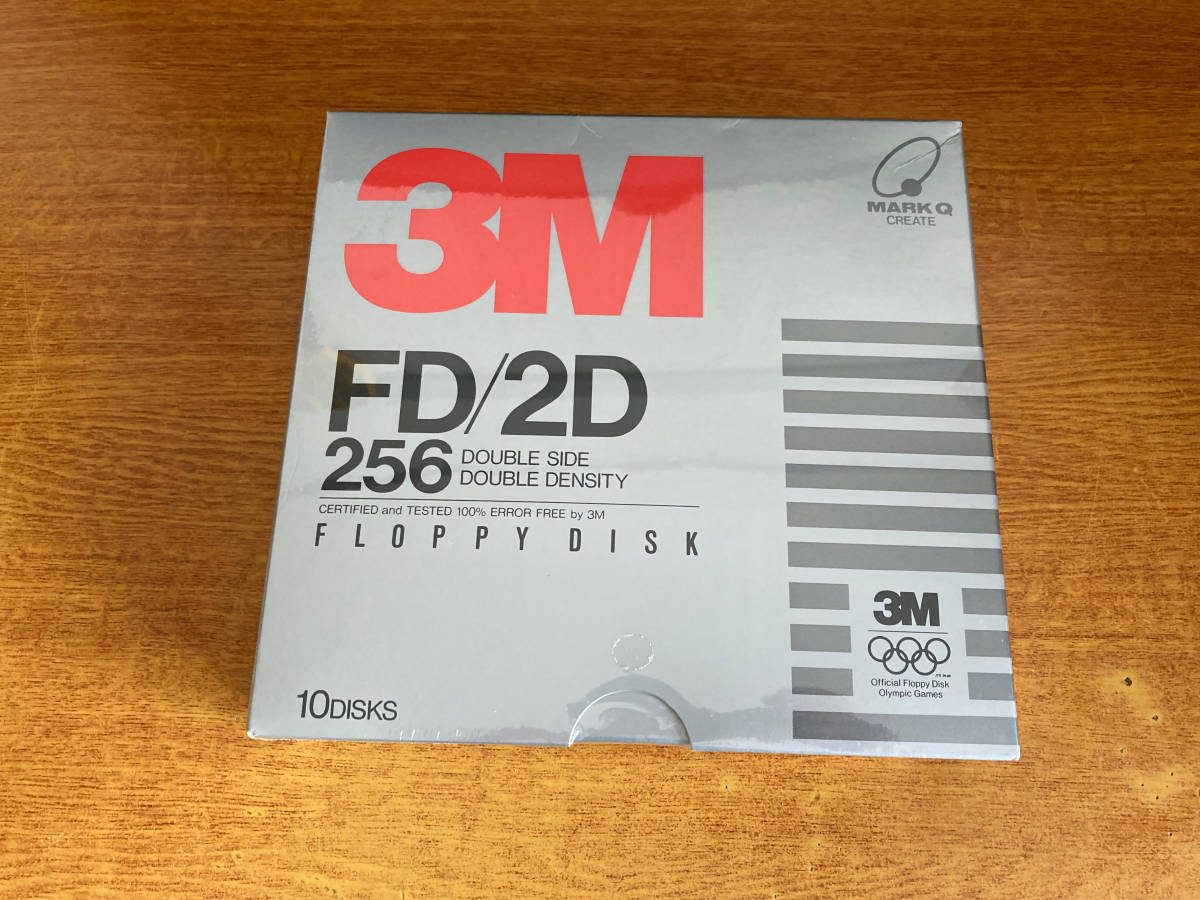 3M
MARK Q
CREATE
FD/2D
256 DOUBLE SIDE
DOUBLE DENSITY
CERTIFIED and TESTED 100% ERROR FREE by 3M
FLOPPY DISK
3M
Official Floppy Disk
Olympic Games
10DISKS